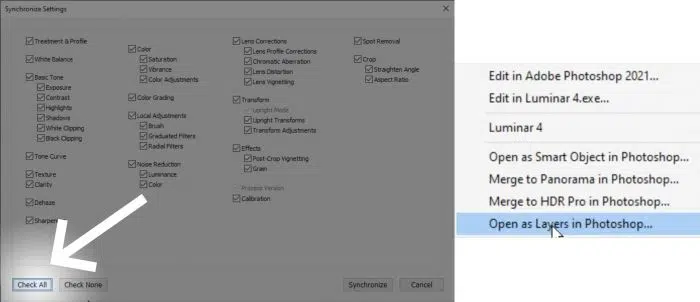 Synchronize Settings
Treatment & Profile
White Balance
Basic Tone
Exposure
Contrast
Highlights
Shadows
White Clipping
Black Clipping
Tone Curve
Texture
Clarity
Dehaze
Color
Saturation
Vibrance
Color Adjustments
Color Grading
Local Adjustments
Brush
Graduated Filters
Radial Filters
Noise Reduction
Luminance
Color
Lens Corrections
Lens Profile Corrections
Chromatic Aberration
Lens Distortion
Lens Vignetting
Transform
Upright Mode
Upright Transforms
Transform Adjustments
Effects
Post-Crop Vignetting
Grain
Process Version
Calibration
Spot Removal
Crop
Straighten Angle
Aspect Ratio
Check All
Check None
Synchronize
Cancel
Edit in Adobe Photoshop 2021...
Edit in Luminar 4.exe...
Luminar 4
Open as Smart Object in Photoshop...
Merge to Panorama in Photoshop...
Merge to HDR Pro in Photoshop...
Open as Layers in Photoshop...